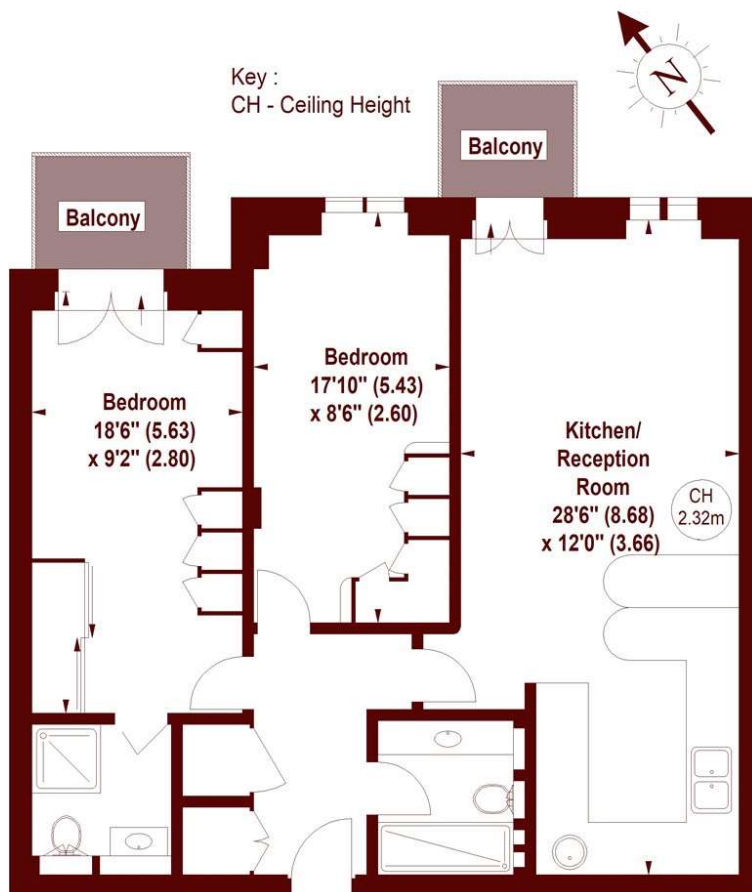 Key :
CH - Ceiling Height
N
Balcony
Balcony
Bedroom
17'10" (5.43)
x 8'6" (2.60)
Bedroom
18'6" (5.63)
x 9'2" (2.80)
Kitchen/
Reception
Room
28'6" (8.68)
x 12'0" (3.66)
CH
2.32m